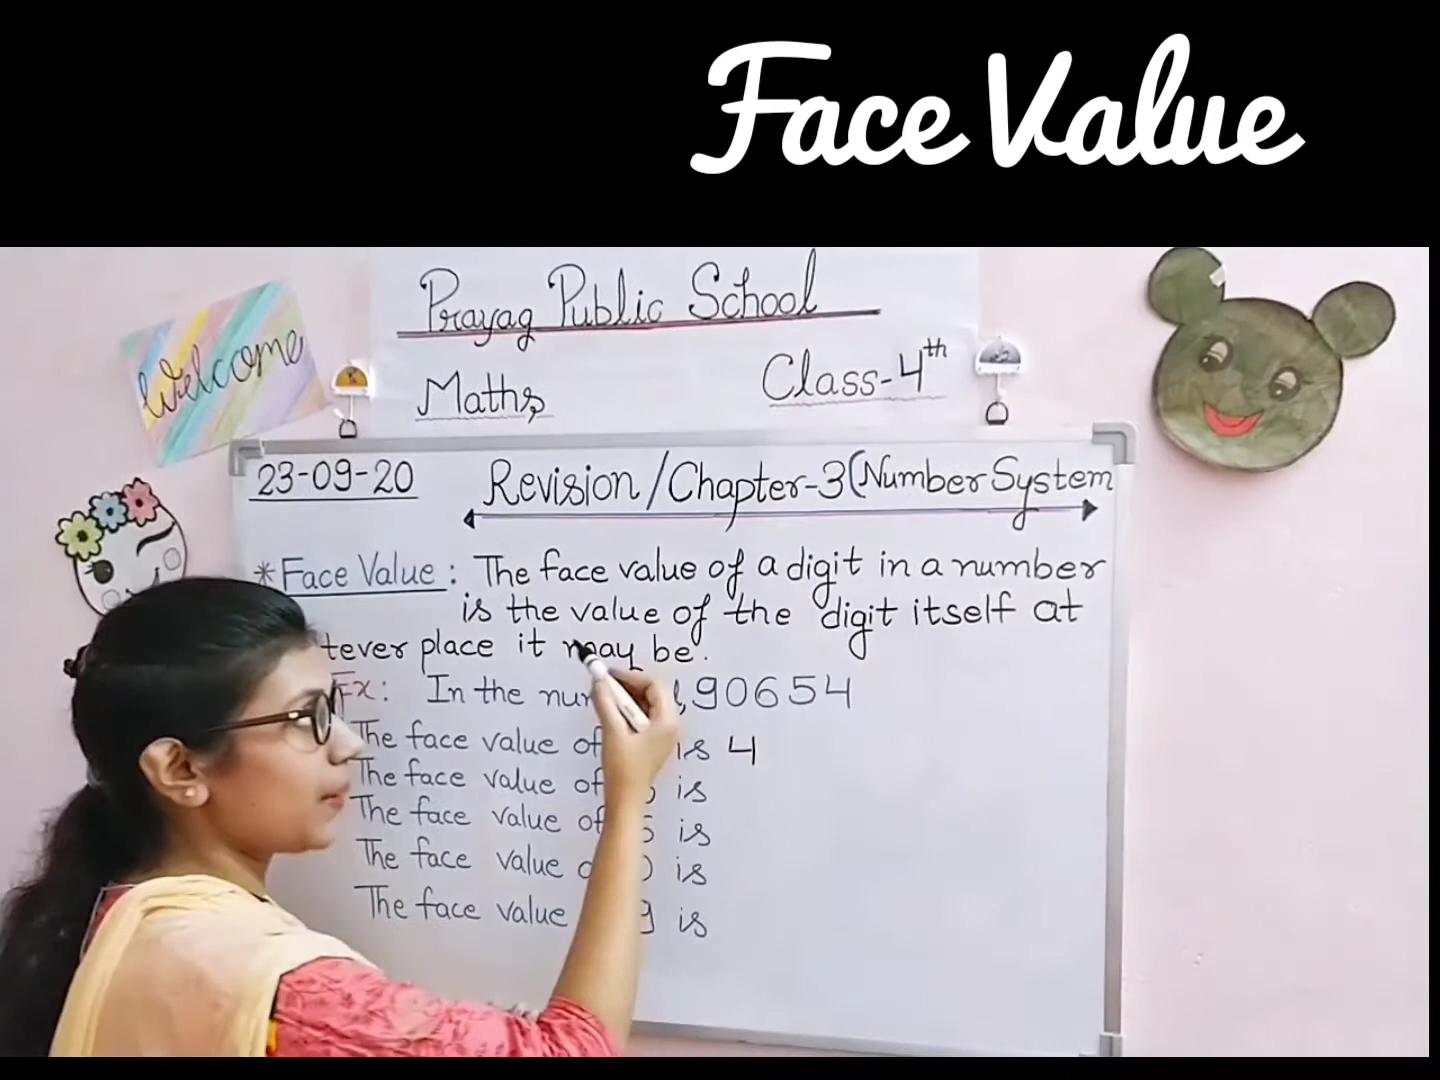 Face Value
Prayag Public School
Welcome
Maths,
Class-4th
23-09-20
Revision/Chapter-3(Number System
*Face Value: The face value of a digit in a number
is the value of the digit itself at
tever place it may be.
Ex: In the ,90654
The face value of is 4
The face value of is
The face value of is
The face value is
The face value 9 is